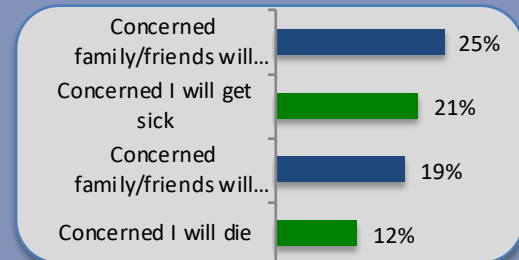 Concerned
family/friends will...
25%
Concerned I will get
sick
21%
Concerned
family/friends will...
19%
Concerned I will die
12%